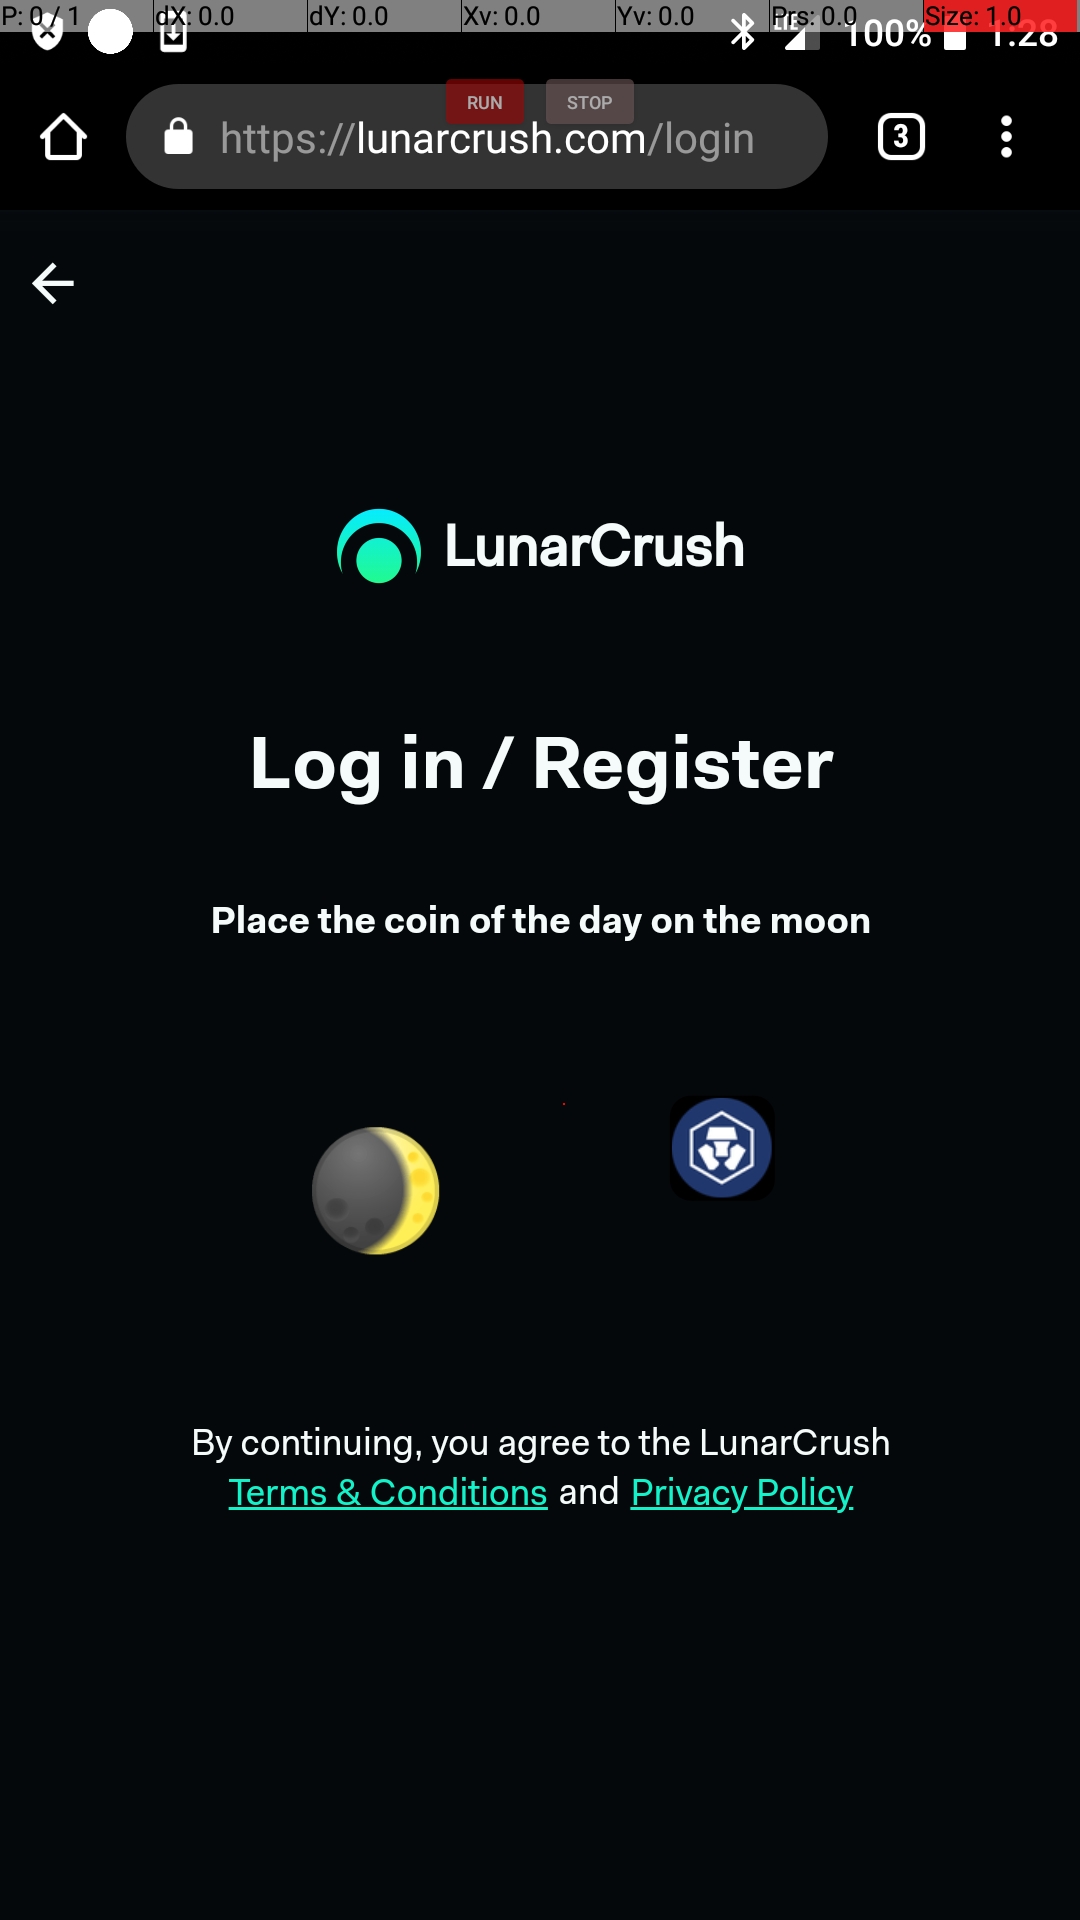 P: 0 / 1 dX: 0.0 dY: 0.0 Xv: 0.0 Yv: 0.0 Prs: 0.0 Size: 1.0
LTE 100% 1:28
RUN STOP
https://lunarcrush.com/login 3
LunarCrush
Log in / Register
Place the coin of the day on the moon
By continuing, you agree to the LunarCrush
Terms & Conditions and Privacy Policy